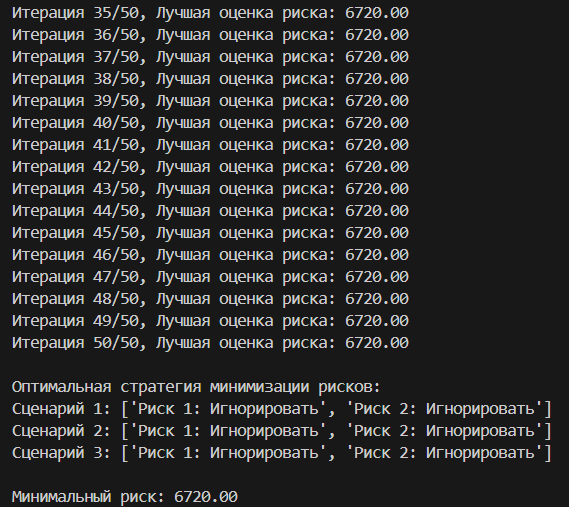 Итерация 35/50, Лучшая оценка риска: 6720.00
Итерация 36/50, Лучшая оценка риска: 6720.00
Итерация 37/50, Лучшая оценка риска: 6720.00
Итерация 38/50, Лучшая оценка риска: 6720.00
Итерация 39/50, Лучшая оценка риска: 6720.00
Итерация 40/50, Лучшая оценка риска: 6720.00
Итерация 41/50, Лучшая оценка риска: 6720.00
Итерация 42/50, Лучшая оценка риска: 6720.00
Итерация 43/50, Лучшая оценка риска: 6720.00
Итерация 44/50, Лучшая оценка риска: 6720.00
Итерация 45/50, Лучшая оценка риска: 6720.00
Итерация 46/50, Лучшая оценка риска: 6720.00
Итерация 47/50, Лучшая оценка риска: 6720.00
Итерация 48/50, Лучшая оценка риска: 6720.00
Итерация 49/50, Лучшая оценка риска: 6720.00
Итерация 50/50, Лучшая оценка риска: 6720.00
Оптимальная стратегия минимизации рисков:
Сценарий 1: ['Риск 1: Игнорировать', 'Риск 2: Игнорировать']
Сценарий 2: ['Риск 1: Игнорировать', 'Риск 2: Игнорировать']
Сценарий 3: ['Риск 1: Игнорировать', 'Риск 2: Игнорировать']
Минимальный риск: 6720.00